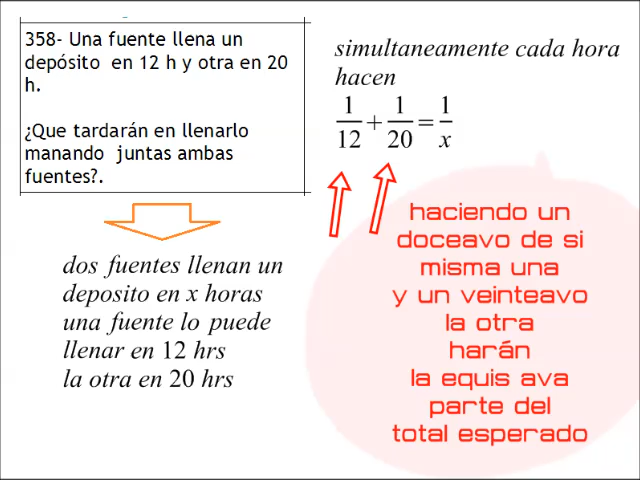 358- Una fuente llena un
depósito en 12 h y otra en 20
h.
¿Que tardarán en llenarlo
manando juntas ambas
fuentes?.
simultaneamente cada hora
hacen
1/12 + 1/20 = 1/x
dos fuentes llenan un
deposito en x horas
una fuente lo puede
llenar en 12 hrs
la otra en 20 hrs
haciendo un
doceavo de si
misma una
y un veinteavo
la otra
harán
la equis ava
parte del
total esperado